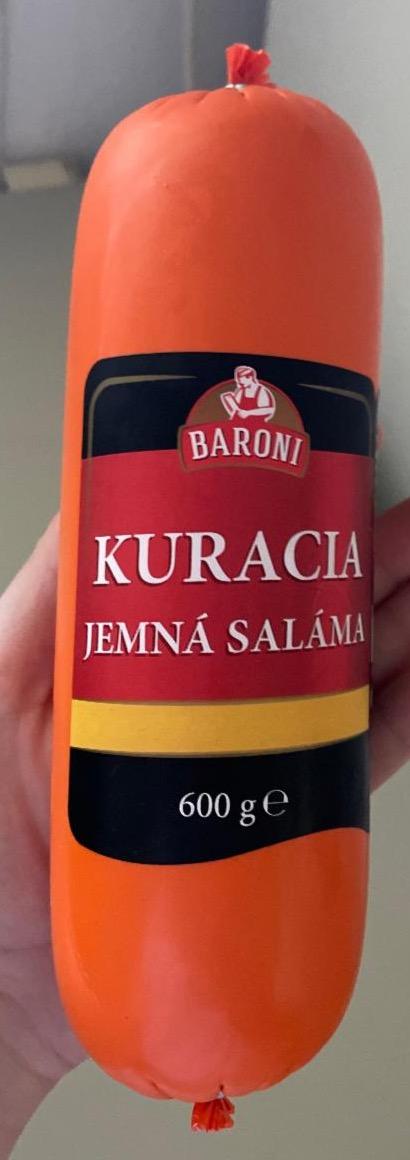 BARONI
KURACIA
JEMNÁ SALÁMA
600 g ℮